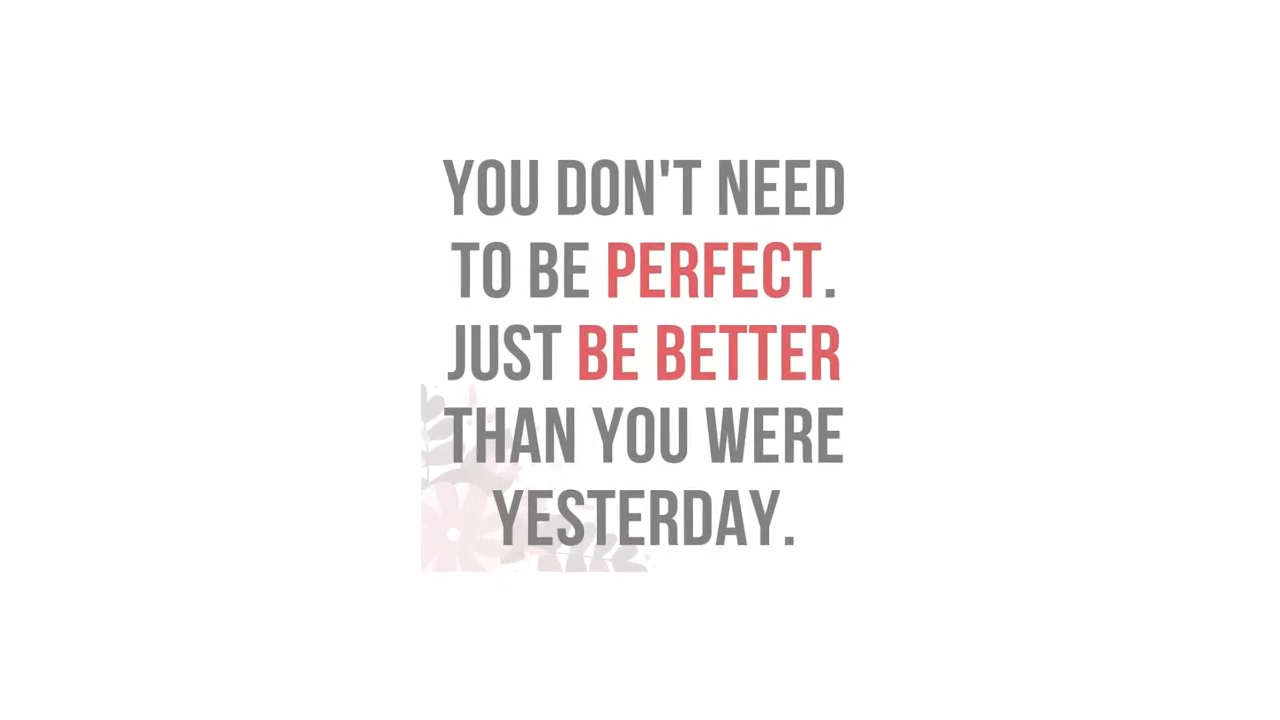 YOU DON'T NEED
TO BE PERFECT.
JUST BE BETTER
THAN YOU WERE
YESTERDAY.